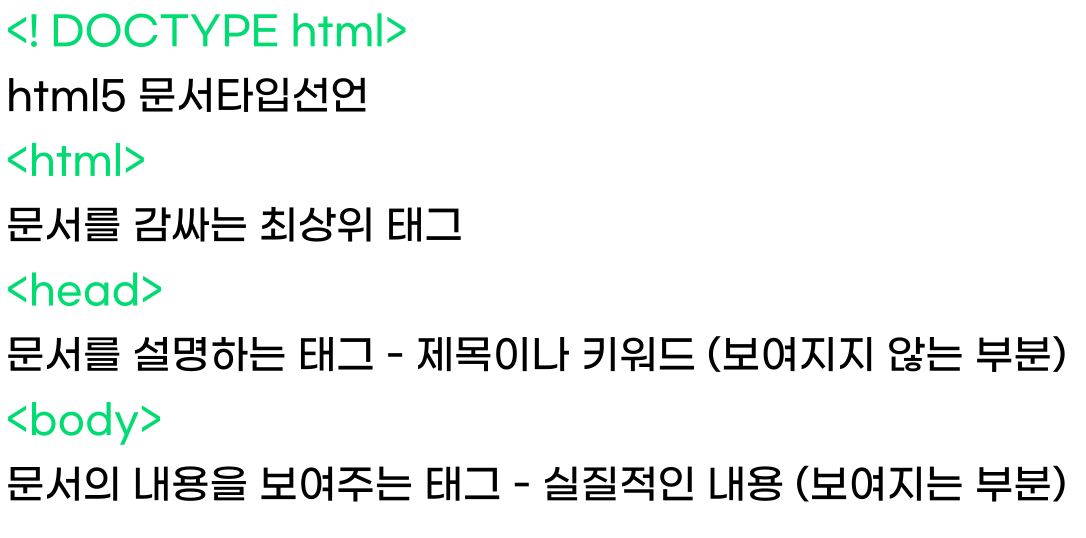 <! DOCTYPE html>
html5 문서타입선언
<html>
문서를 감싸는 최상위 태그
<head>
문서를 설명하는 태그 - 제목이나 키워드 (보여지지 않는 부분)
<body>
문서의 내용을 보여주는 태그 - 실질적인 내용 (보여지는 부분)